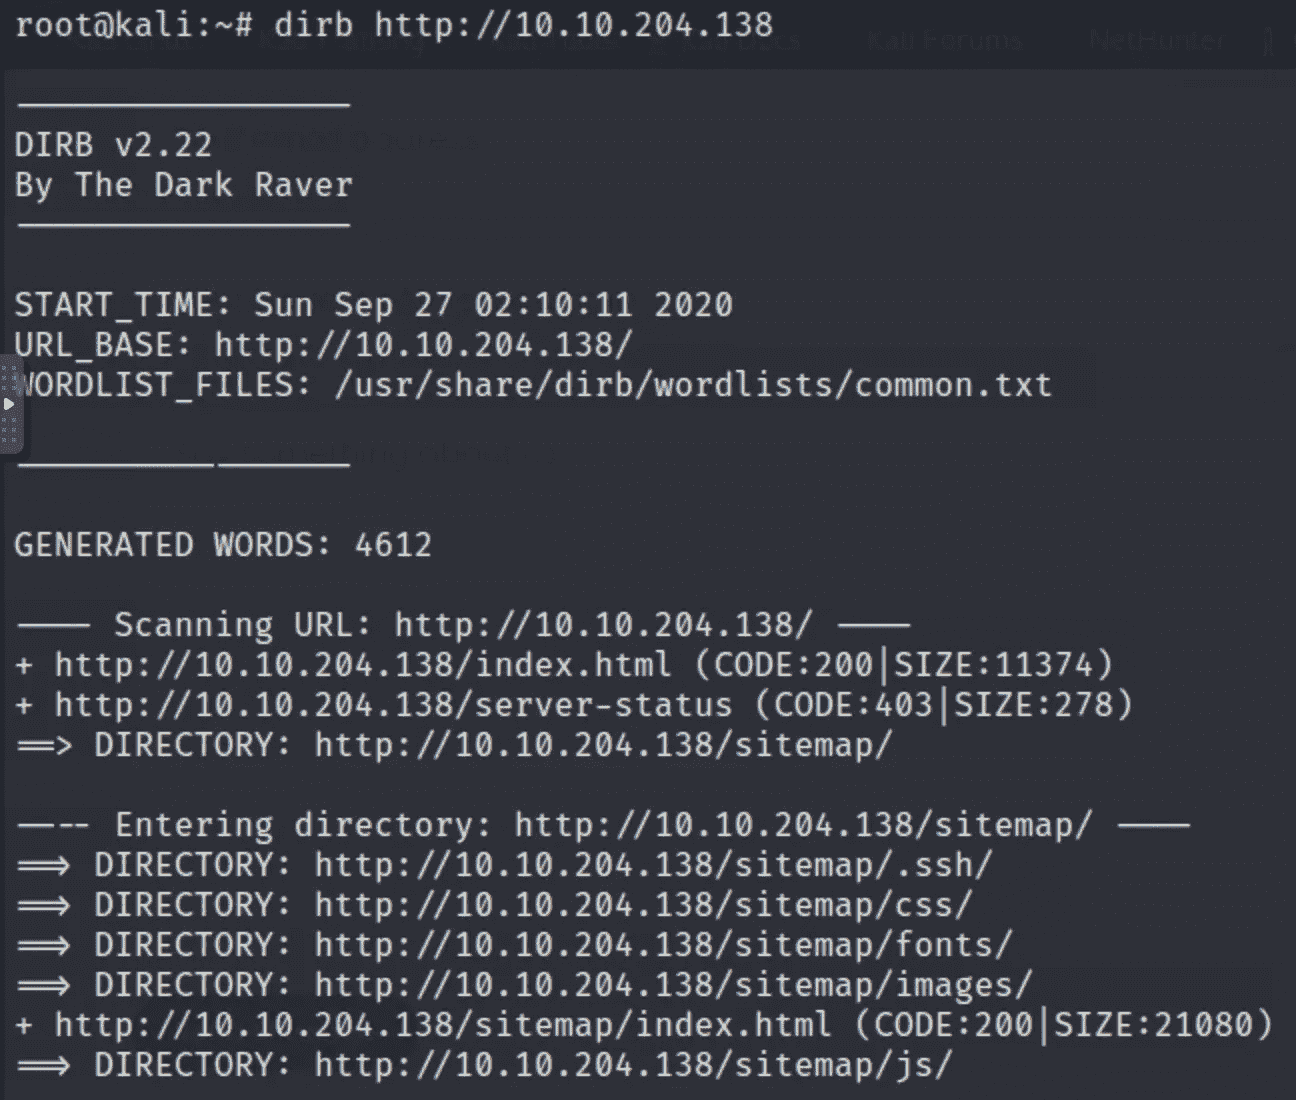 root@kali:~# dirb http://10.10.204.138
Kali Forums
NetHunter
DIRB v2.22
By The Dark Raver
START_TIME: Sun Sep 27 02:10:11 2020
URL_BASE: http://10.10.204.138/
WORDLIST_FILES: /usr/share/dirb/wordlists/common.txt
GENERATED WORDS: 4612
---- Scanning URL: http://10.10.204.138/ ----
+ http://10.10.204.138/index.html (CODE:200|SIZE:11374)
+ http://10.10.204.138/server-status (CODE:403|SIZE:278)
==> DIRECTORY: http://10.10.204.138/sitemap/
---- Entering directory: http://10.10.204.138/sitemap/ ----
==> DIRECTORY: http://10.10.204.138/sitemap/.ssh/
==> DIRECTORY: http://10.10.204.138/sitemap/css/
==> DIRECTORY: http://10.10.204.138/sitemap/fonts/
==> DIRECTORY: http://10.10.204.138/sitemap/images/
+ http://10.10.204.138/sitemap/index.html (CODE:200|SIZE:21080)
==> DIRECTORY: http://10.10.204.138/sitemap/js/